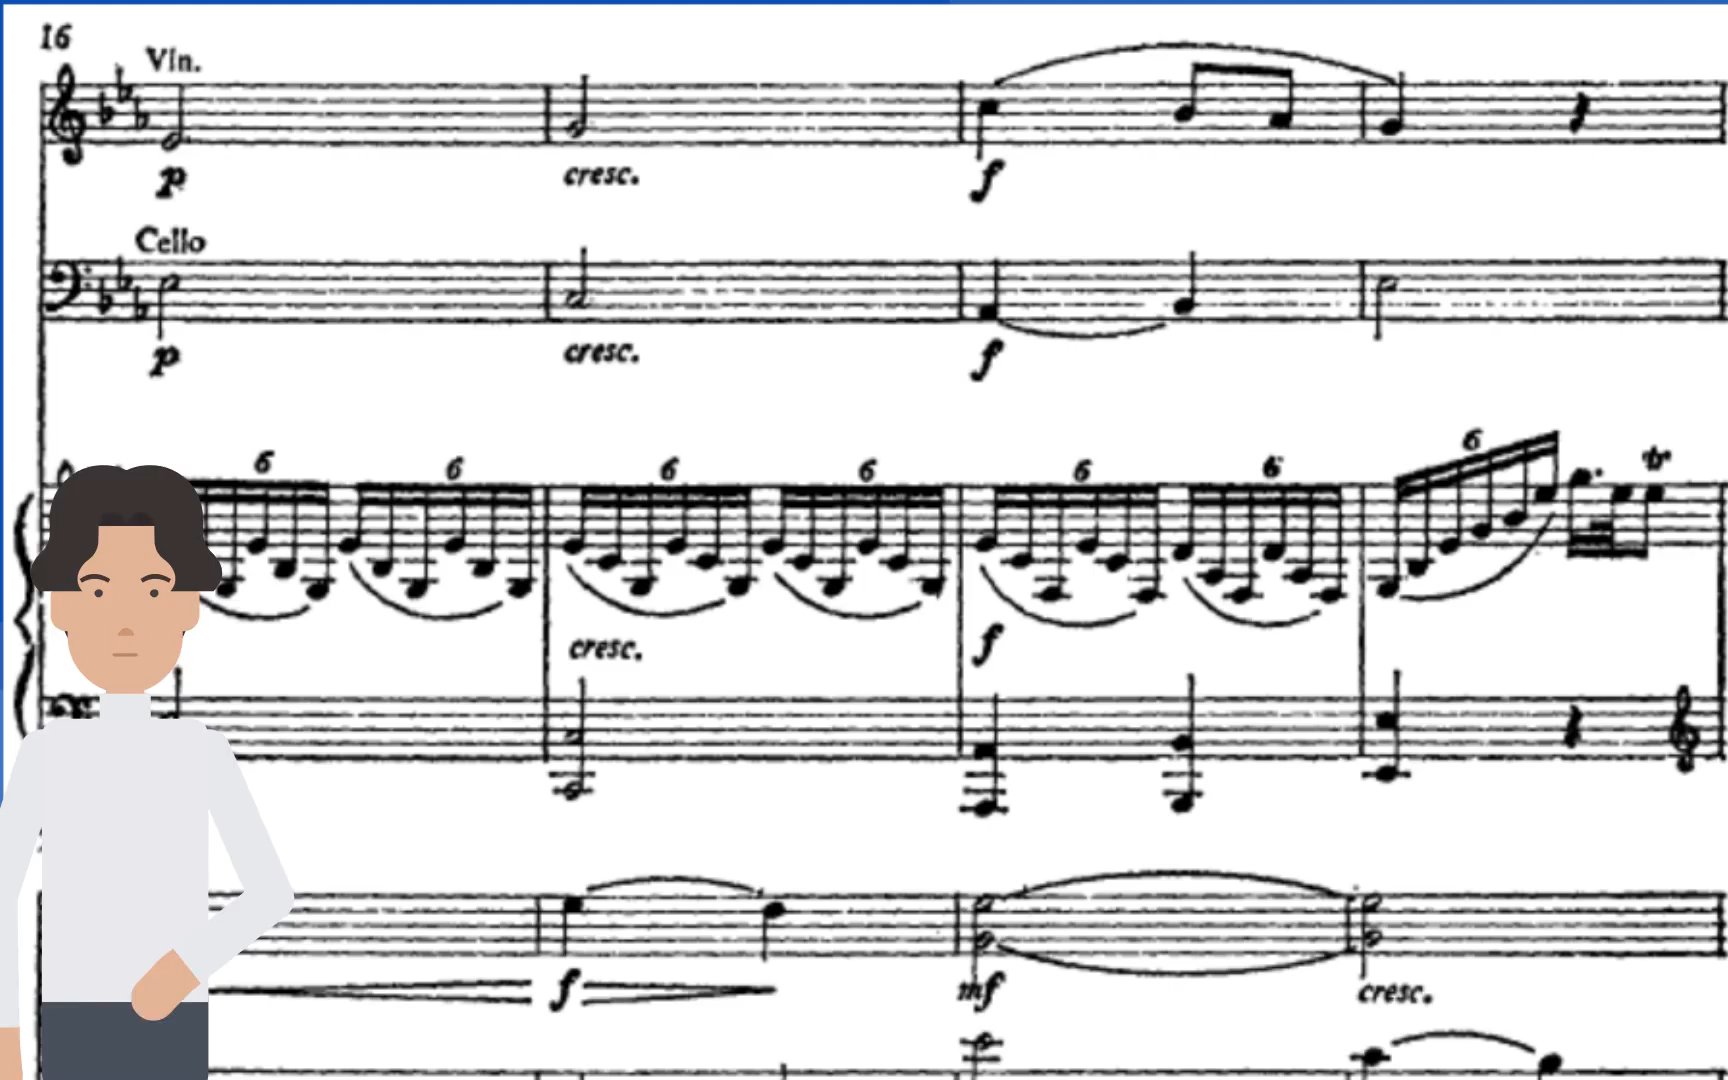 16
Vln.
p cresc. f
Cello
p cresc. f
6 6 6 6 6 6 6 tr
cresc. f
f mf cresc.